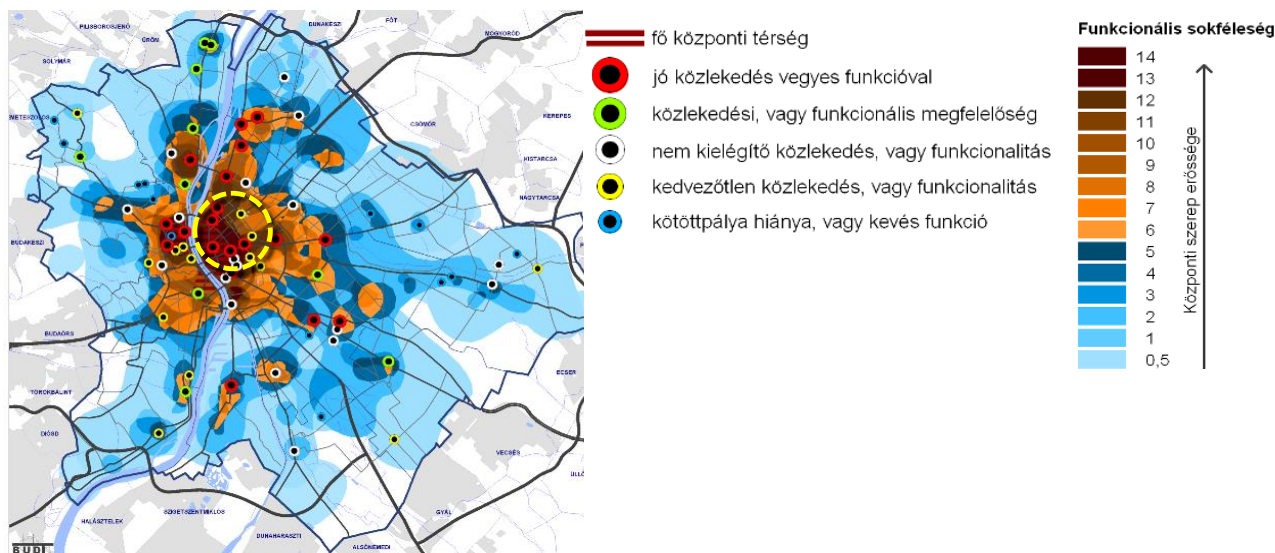 PILISBOROSJENŐ
DUNAKESZI
FÓT
ÜRÖM
MOGYORÓD
SOLYMÁR
CSÖMÖR
KEREPES
KISTARCSA
NAGYTARCSA
BUDAKESZI
BUDAÖRS
ECSER
TÖRÖKBÁLINT
DIÓSD
VECSÉS
ÜLLŐ
HALÁSZTELEK
SZIGETSZENTMIKLÓS
GYÁL
DUNAHARASZTI
ALSÓNÉMEDI
fő központi térség
jó közlekedés vegyes funkcióval
közlekedési, vagy funkcionális megfelelőség
nem kielégítő közlekedés, vagy funkcionalitás
kedvezőtlen közlekedés, vagy funkcionalitás
kötöttpálya hiánya, vagy kevés funkció
Funkcionális sokféleség
14
13
12
11
10
9
8
7
6
5
4
3
2
1
0,5
Központi szerep erőssége